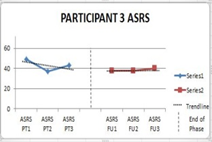 PARTICIPANT 3 ASRS
60
40
20
0
ASRS ASRS ASRS ASRS ASRS ASRS
PT1 PT2 PT3 FU1 FU2 FU3
Series1
Series2
Trendline
End of
Phase